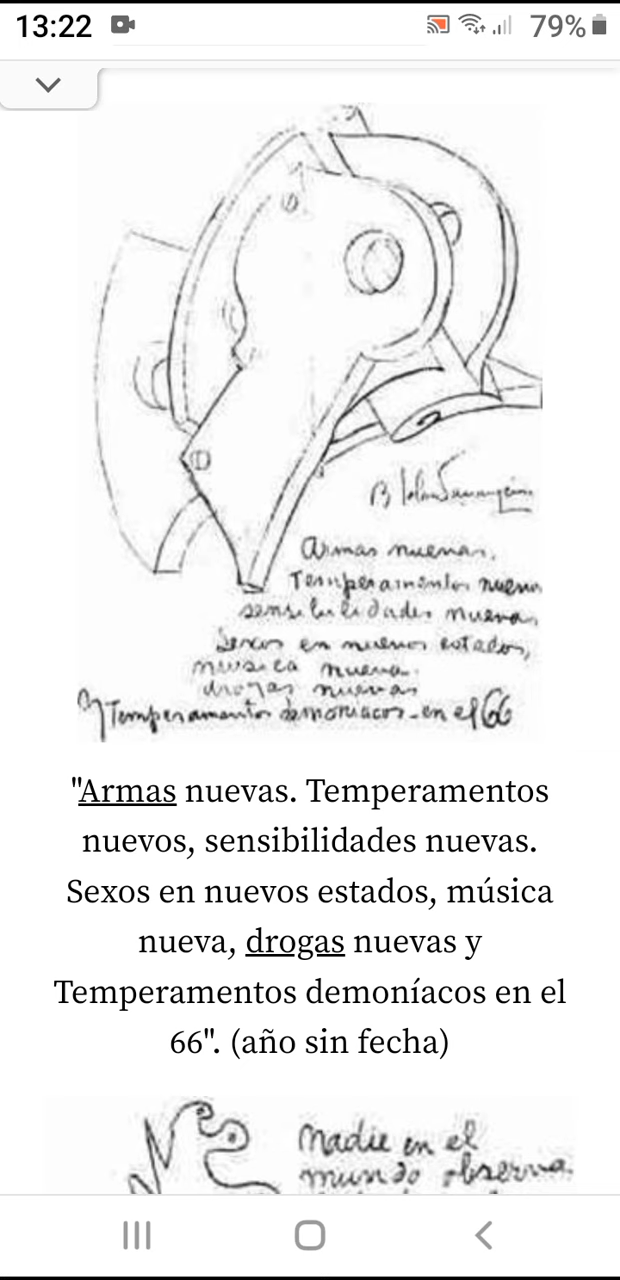 13:22
79%
B Solari Parravicini
Armas nuevas.
Temperamentos nuevos
sensibilidades nuevas
Sexos en nuevos estados,
musica nueva.
drogas nuevas
y Temperamentos demoniacos - en el 66
"Armas nuevas. Temperamentos
nuevos, sensibilidades nuevas.
Sexos en nuevos estados, música
nueva, drogas nuevas y
Temperamentos demoníacos en el
66". (año sin fecha)
Nadie en el
mundo observa